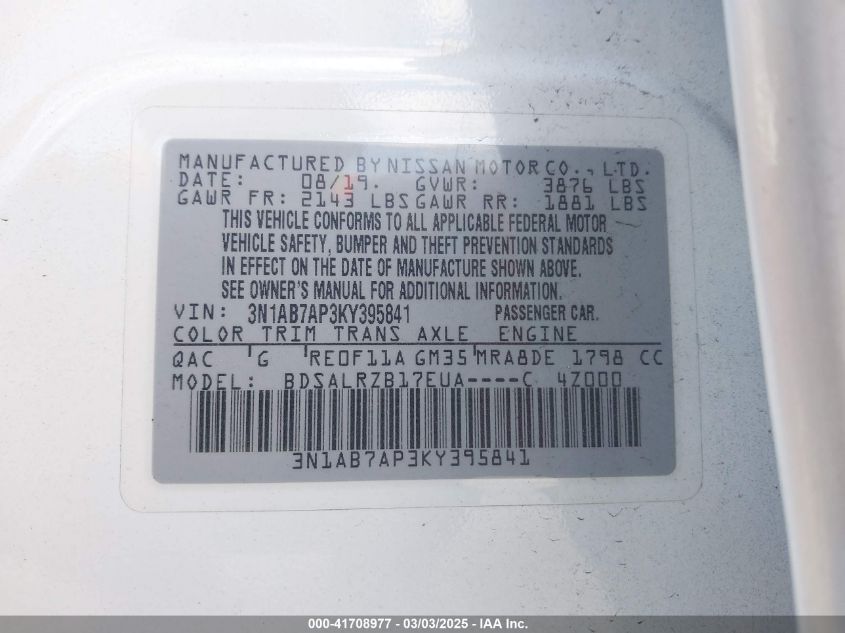 MANUFACTURED BY NISSAN MOTOR CO., LTD.
DATE: 08/19. GVWR: 3876 LBS
GAWR FR: 2143 LBS GAWR RR: 1881 LBS
THIS VEHICLE CONFORMS TO ALL APPLICABLE FEDERAL MOTOR
VEHICLE SAFETY, BUMPER AND THEFT PREVENTION STANDARDS
IN EFFECT ON THE DATE OF MANUFACTURE SHOWN ABOVE.
SEE OWNER'S MANUAL FOR ADDITIONAL INFORMATION
VIN: 3N1AB7AP3KY395841 PASSENGER CAR.
COLOR TRIM TRANS AXLE ENGINE
QAC 'G 'RE0F11A GM35'MRA8DE 1798 CC
MODEL: BDSALRZB17EUA----C 4Z000
3N1AB7AP3KY395841
000-41708977 - 03/03/2025 - IAA Holdings, LLC.